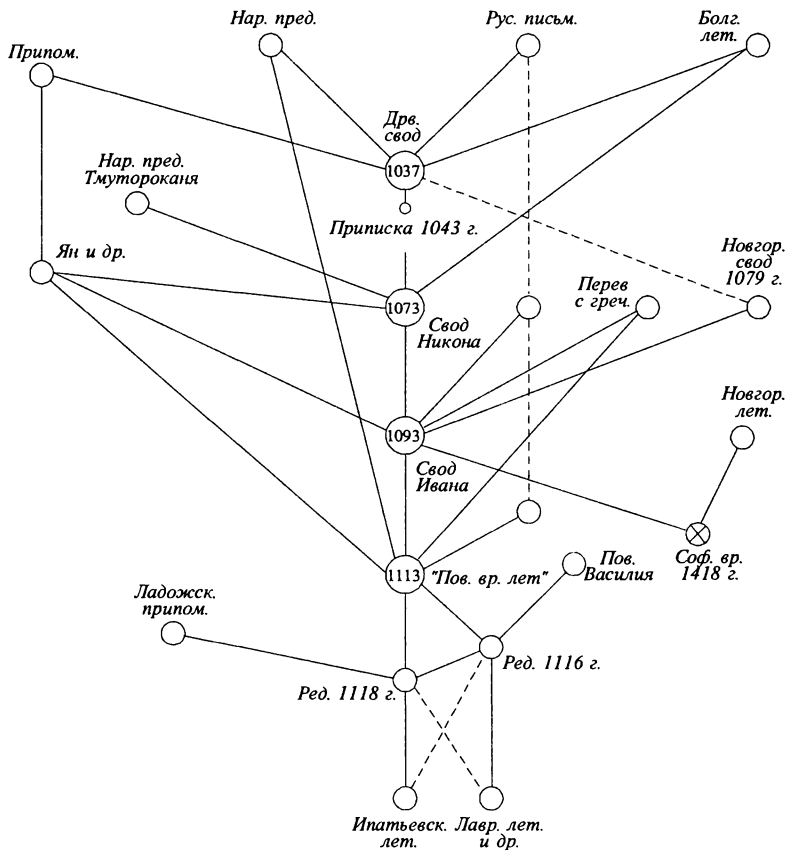 Нар. пред.
Рус. письм.
Болг.
лет.
Припом.
Дрв.
свод
1037
Нар. пред.
Тмутороканя
Приписка 1043 г.
Ян и др.
1073
Свод
Никона
Перев
с греч.
Новгор.
свод
1079 г.
Новгор.
лет.
1093
Свод
Ивана
Соф. вр.
1418 г.
1113
"Пов. вр. лет"
Пов.
Василия
Ладожск.
припом.
Ред. 1116 г.
Ред. 1118 г.
Ипатьевск.
лет.
Лавр. лет.
и др.